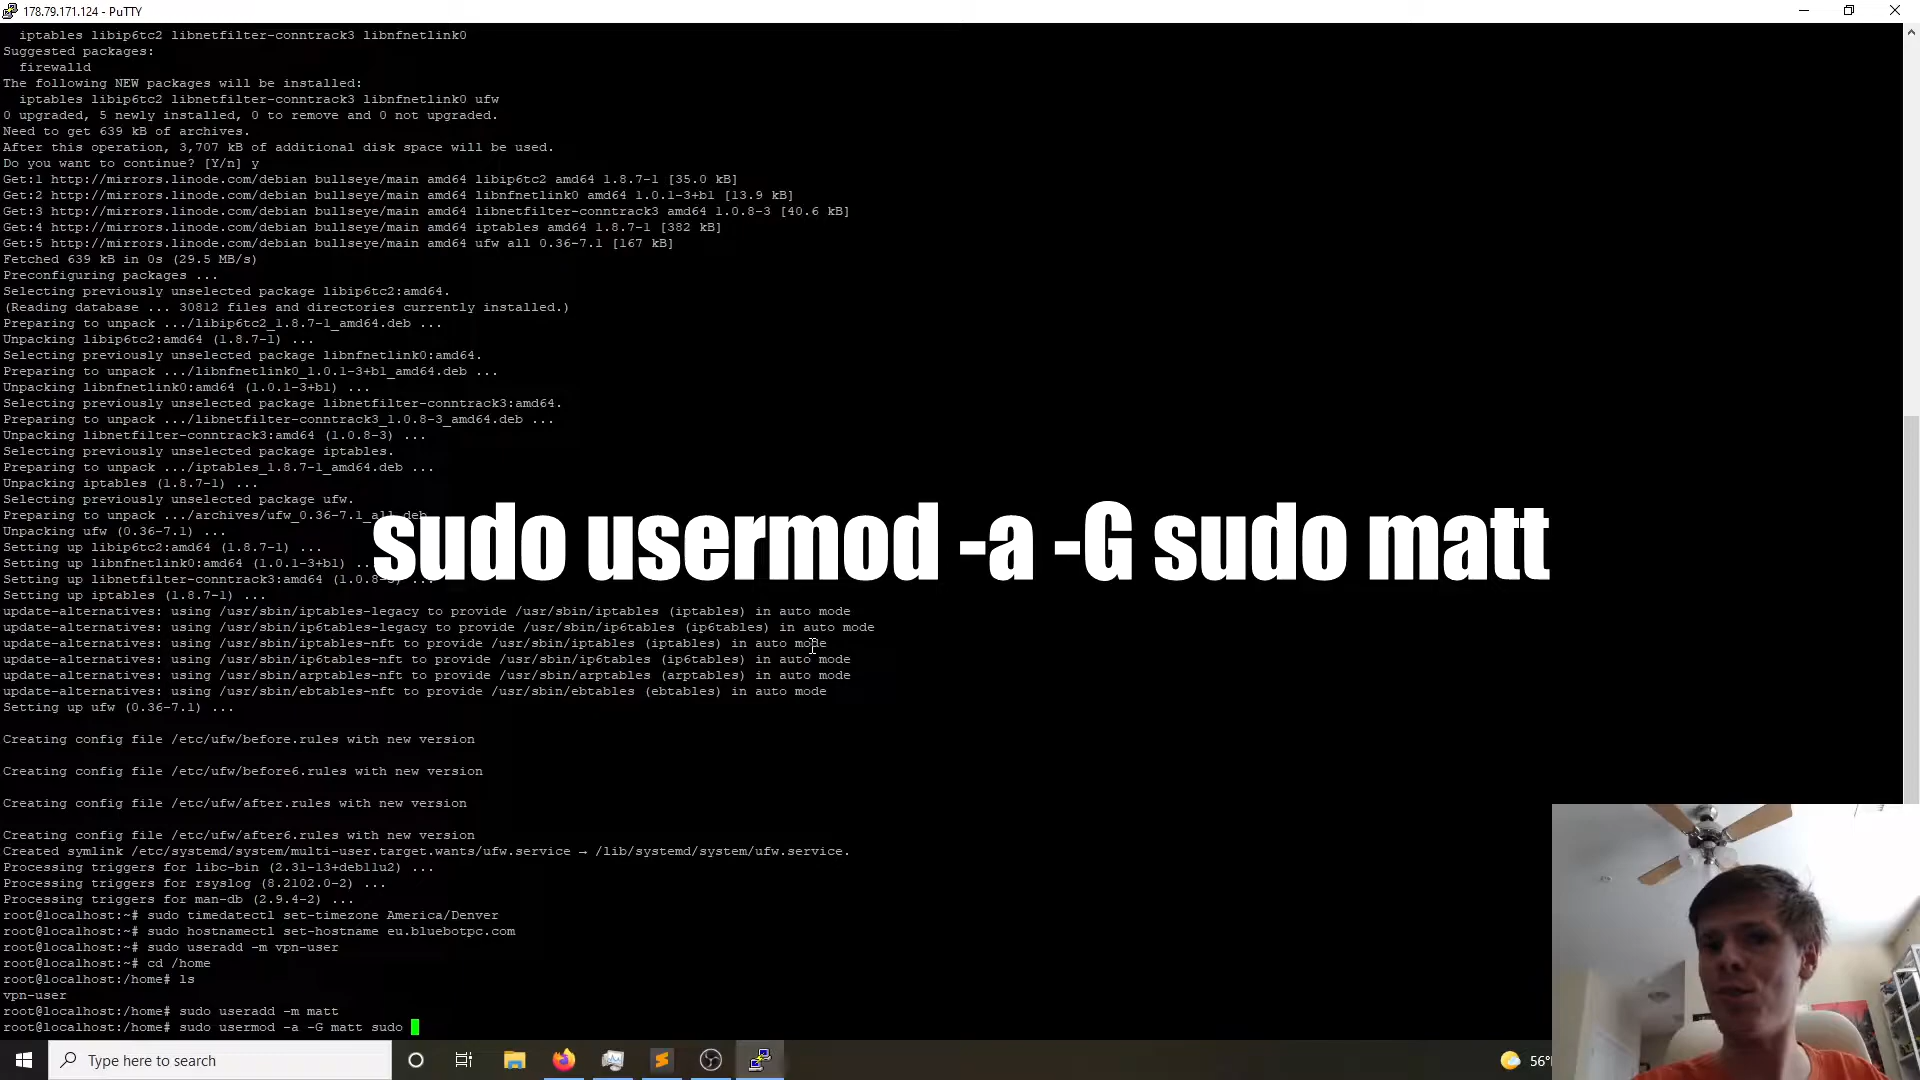 178.79.171.124 - PuTTY
iptables libip6tc2 libnetfilter-conntrack3 libnfnetlink0
Suggested packages:
firewalld
The following NEW packages will be installed:
iptables libip6tc2 libnetfilter-conntrack3 libnfnetlink0 ufw
0 upgraded, 5 newly installed, 0 to remove and 0 not upgraded.
Need to get 639 kB of archives.
After this operation, 3,707 kB of additional disk space will be used.
Do you want to continue? [Y/n] y
Get:1 http://mirrors.linode.com/debian bullseye/main amd64 libip6tc2 amd64 1.8.7-1 [35.0 kB]
Get:2 http://mirrors.linode.com/debian bullseye/main amd64 libnfnetlink0 amd64 1.0.1-3+b1 [13.9 kB]
Get:3 http://mirrors.linode.com/debian bullseye/main amd64 libnetfilter-conntrack3 amd64 1.0.8-3 [40.6 kB]
Get:4 http://mirrors.linode.com/debian bullseye/main amd64 iptables amd64 1.8.7-1 [382 kB]
Get:5 http://mirrors.linode.com/debian bullseye/main amd64 ufw all 0.36-7.1 [167 kB]
Fetched 639 kB in 0s (29.5 MB/s)
Preconfiguring packages ...
Selecting previously unselected package libip6tc2:amd64.
(Reading database ... 30812 files and directories currently installed.)
Preparing to unpack .../libip6tc2_1.8.7-1_amd64.deb ...
Unpacking libip6tc2:amd64 (1.8.7-1) ...
Selecting previously unselected package libnfnetlink0:amd64.
Preparing to unpack .../libnfnetlink0_1.0.1-3+b1_amd64.deb ...
Unpacking libnfnetlink0:amd64 (1.0.1-3+b1) ...
Selecting previously unselected package libnetfilter-conntrack3:amd64.
Preparing to unpack .../libnetfilter-conntrack3_1.0.8-3_amd64.deb ...
Unpacking libnetfilter-conntrack3:amd64 (1.0.8-3) ...
Selecting previously unselected package iptables.
Preparing to unpack .../iptables_1.8.7-1_amd64.deb ...
Unpacking iptables (1.8.7-1) ...
Selecting previously unselected package ufw.
Preparing to unpack .../archives/ufw_0.36-7.1_all.deb
Unpacking ufw (0.36-7.1) ...
sudo usermod -a -G sudo matt
Setting up libip6tc2:amd64 (1.8.7-1) ...
Setting up libnfnetlink0:amd64 (1.0.1-3+b1) ...
Setting up libnetfilter-conntrack3:amd64 (1.0.8-3) ...
Setting up iptables (1.8.7-1) ...
update-alternatives: using /usr/sbin/iptables-legacy to provide /usr/sbin/iptables (iptables) in auto mode
update-alternatives: using /usr/sbin/ip6tables-legacy to provide /usr/sbin/ip6tables (ip6tables) in auto mode
update-alternatives: using /usr/sbin/iptables-nft to provide /usr/sbin/iptables (iptables) in auto mode
update-alternatives: using /usr/sbin/ip6tables-nft to provide /usr/sbin/ip6tables (ip6tables) in auto mode
update-alternatives: using /usr/sbin/arptables-nft to provide /usr/sbin/arptables (arptables) in auto mode
update-alternatives: using /usr/sbin/ebtables-nft to provide /usr/sbin/ebtables (ebtables) in auto mode
Setting up ufw (0.36-7.1) ...
Creating config file /etc/ufw/before.rules with new version
Creating config file /etc/ufw/before6.rules with new version
Creating config file /etc/ufw/after.rules with new version
Creating config file /etc/ufw/after6.rules with new version
Created symlink /etc/systemd/system/multi-user.target.wants/ufw.service → /lib/systemd/system/ufw.service.
Processing triggers for libc-bin (2.31-13+deb11u2) ...
Processing triggers for rsyslog (8.2102.0-2) ...
Processing triggers for man-db (2.9.4-2) ...
root@localhost:~# sudo timedatectl set-timezone America/Denver
root@localhost:~# sudo hostnamectl set-hostname eu.bluebotpc.com
root@localhost:~# sudo useradd -m vpn-user
root@localhost:~# cd /home
root@localhost:/home# ls
vpn-user
root@localhost:/home# sudo useradd -m matt
root@localhost:/home# sudo usermod -a -G matt sudo
Type here to search
56°